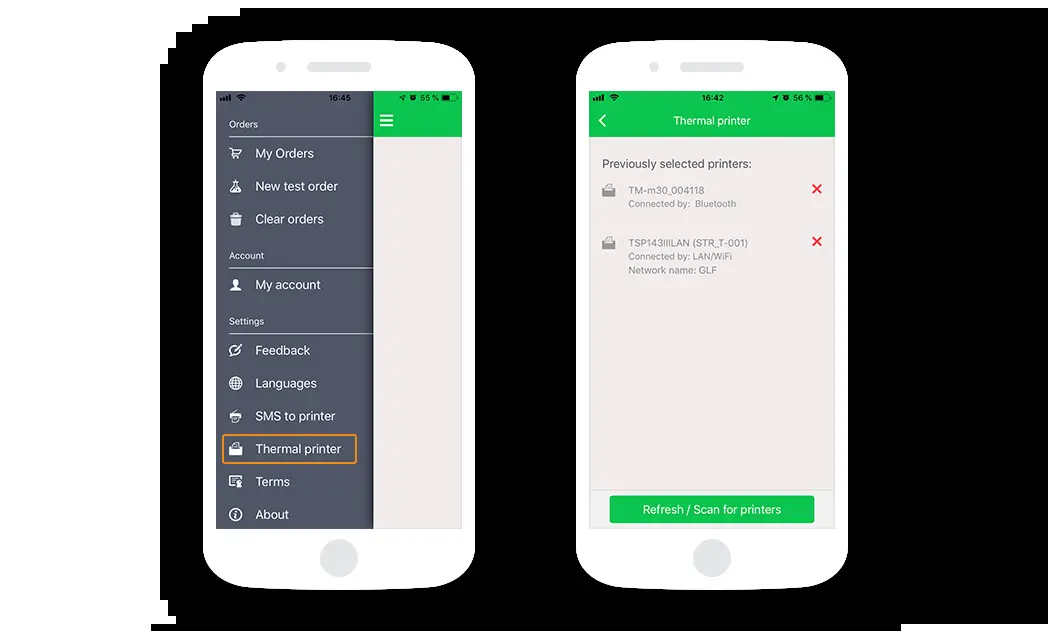 16:45
55 %
Orders
My Orders
New test order
Clear orders
Account
My account
Settings
Feedback
Languages
SMS to printer
Thermal printer
Terms
About
16:42
56 %
Thermal printer
Previously selected printers:
TM-m30_004118
Connected by: Bluetooth
TSP143IIILAN (STR_T-001)
Connected by: LAN/WiFi
Network name: GLF
Refresh / Scan for printers